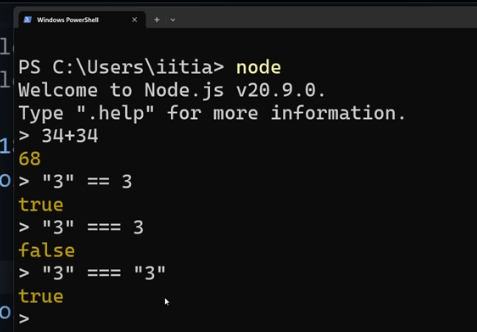 Windows PowerShell
PS C:\Users\iitia> node
Welcome to Node.js v20.9.0.
Type ".help" for more information.
> 34+34
68
> "3" == 3
true
> "3" === 3
false
> "3" === "3"
true
>